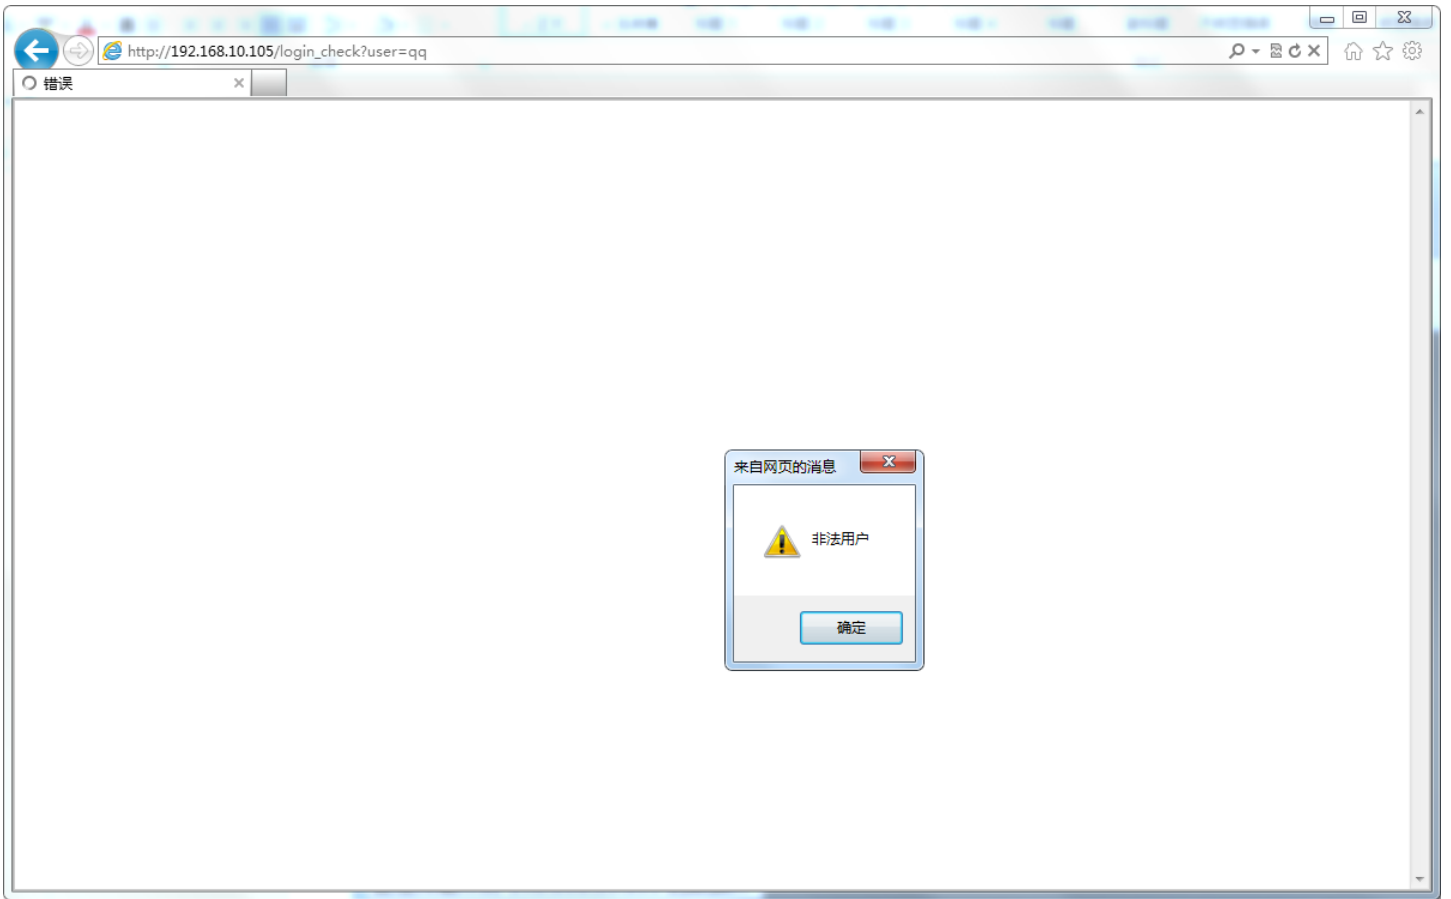 http://192.168.10.105/login_check?user=qq
错误
来自网页的消息
非法用户
确定